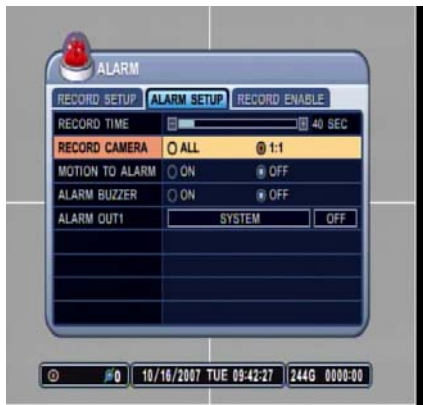 ALARM
RECORD SETUP ALARM SETUP RECORD ENABLE
RECORD TIME 40 SEC
RECORD CAMERA ALL 1:1
MOTION TO ALARM ON OFF
ALARM BUZZER ON OFF
ALARM OUT1 SYSTEM OFF
0 10/16/2007 TUE 09:42:27 244G 0000:00